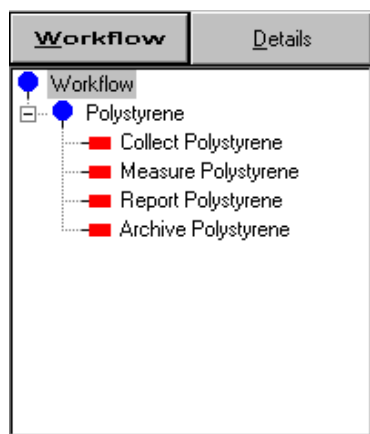 Workflow Details
Workflow
Polystyrene
Collect Polystyrene
Measure Polystyrene
Report Polystyrene
Archive Polystyrene